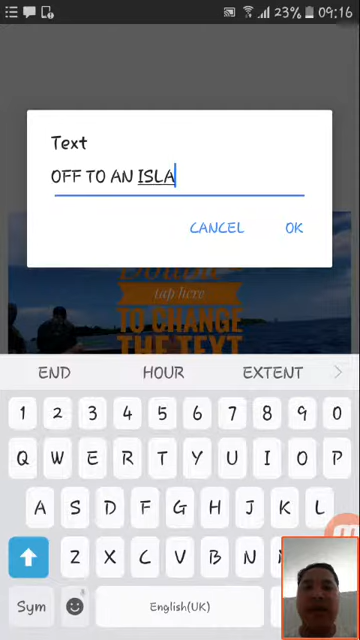 23% 09:16
Text
OFF TO AN ISLA
CANCEL OK
tap here
TO CHANGE
THE TEXT
END HOUR EXTENT
1 2 3 4 5 6 7 8 9 0
Q W E R T Y U I O P
A S D F G H J K L
Z X C V B N
Sym English(UK)